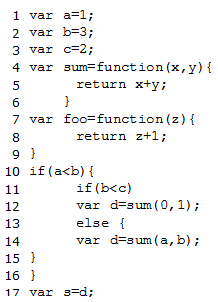 1 var a=1;
2 var b=3;
3 var c=2;
4 var sum=function(x,y){
5 return x+y;
6 }
7 var foo=function(z){
8 return z+1;
9 }
10 if(a<b){
11 if(b<c)
12 var d=sum(0,1);
13 else {
14 var d=sum(a,b);
15 }
16 }
17 var s=d;